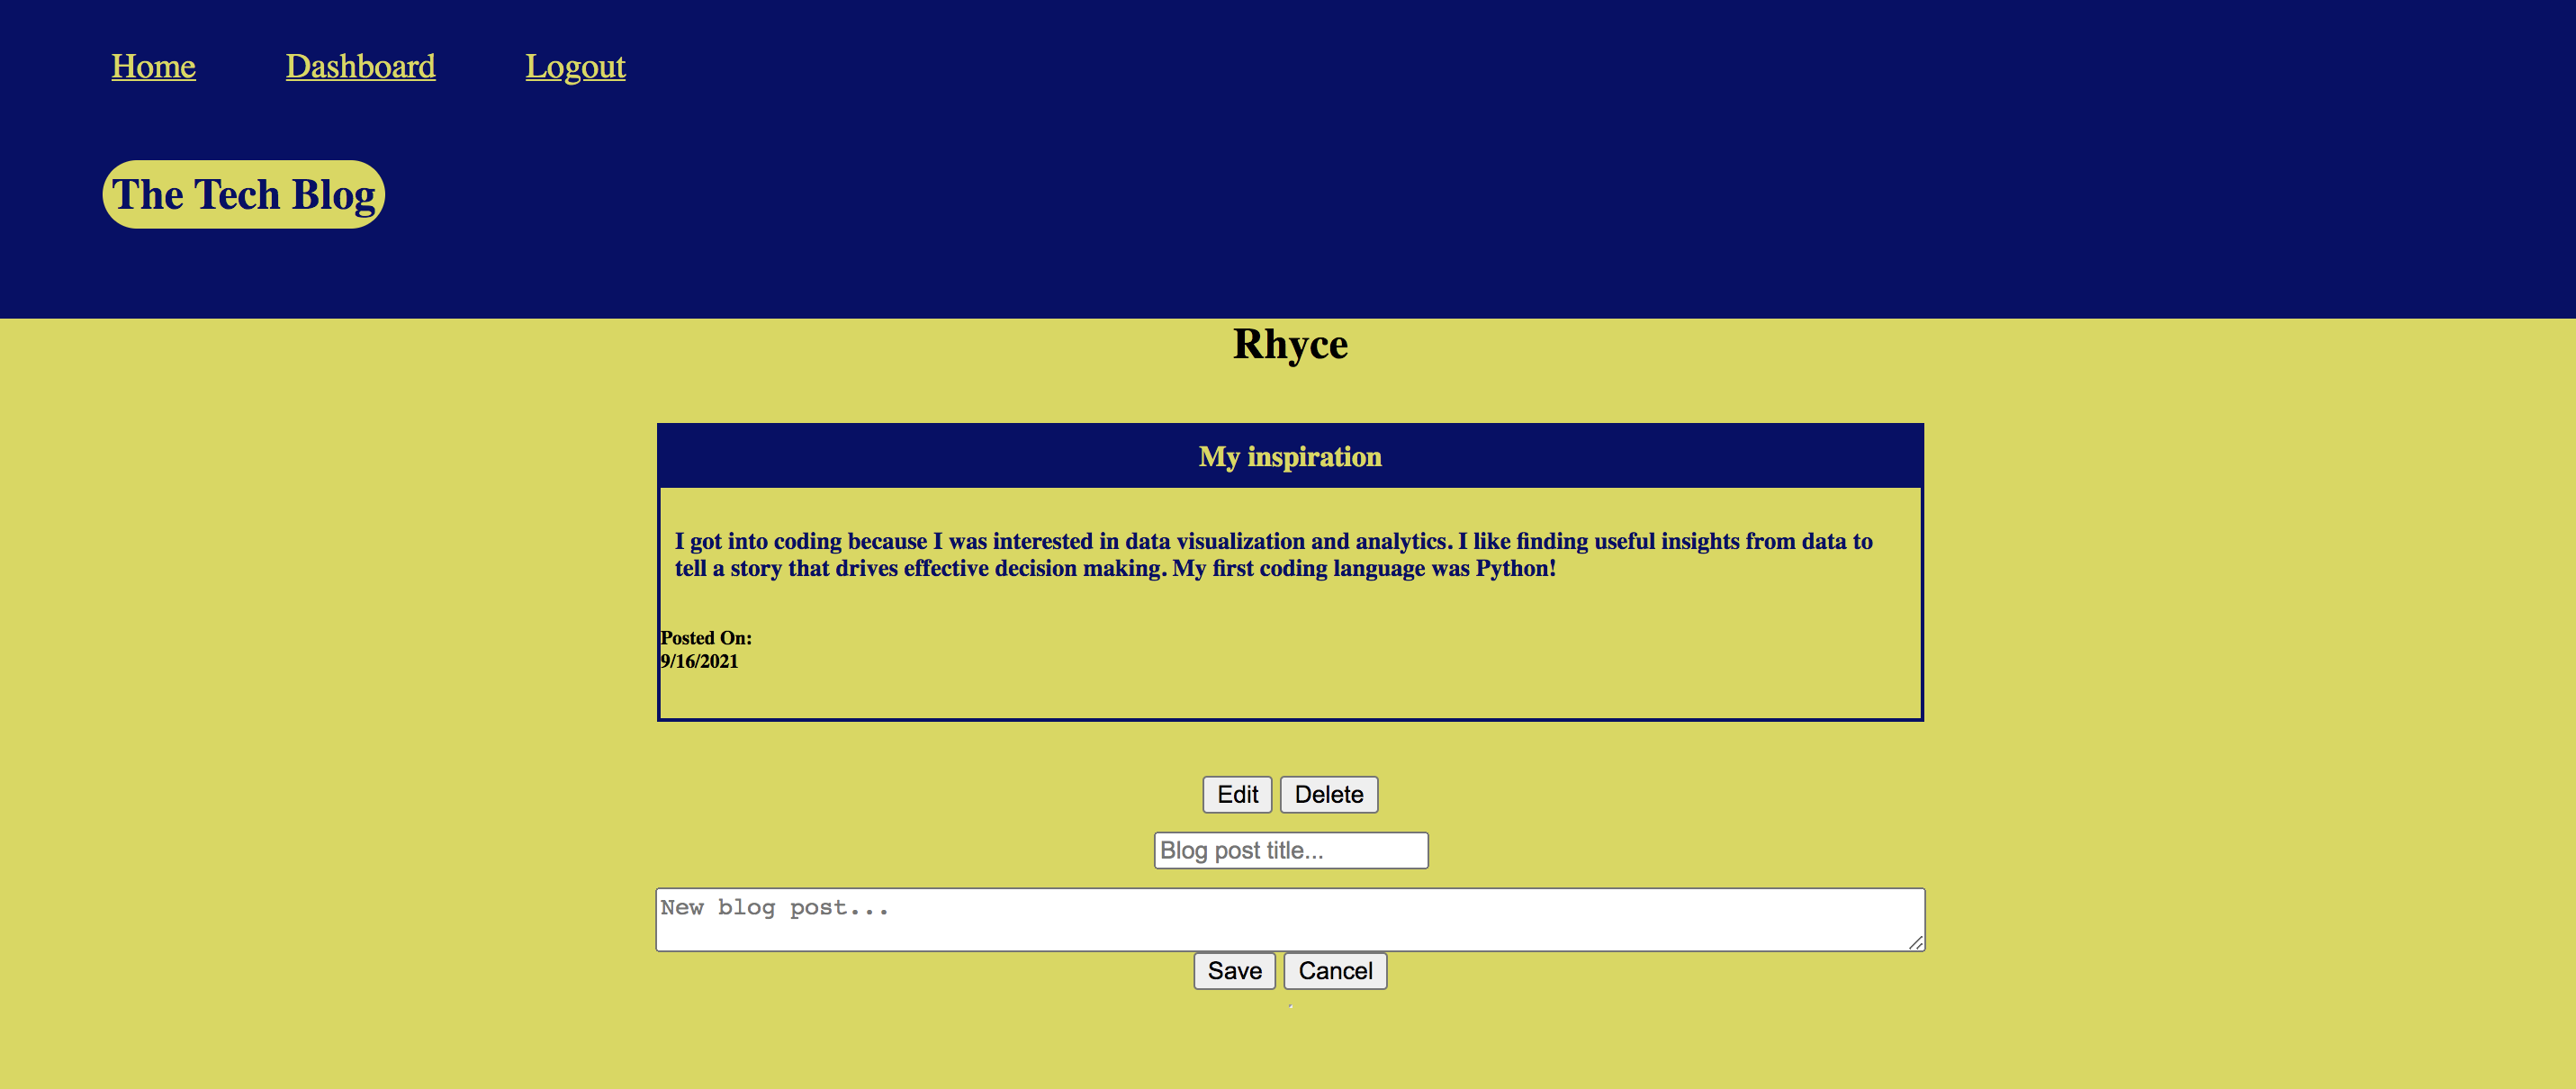 Home Dashboard Logout
The Tech Blog
Rhyce
My inspiration
I got into coding because I was interested in data visualization and analytics. I like finding useful insights from data to
tell a story that drives effective decision making. My first coding language was Python!
Posted On:
9/16/2021
Edit Delete
Blog post title...
New blog post...
Save Cancel